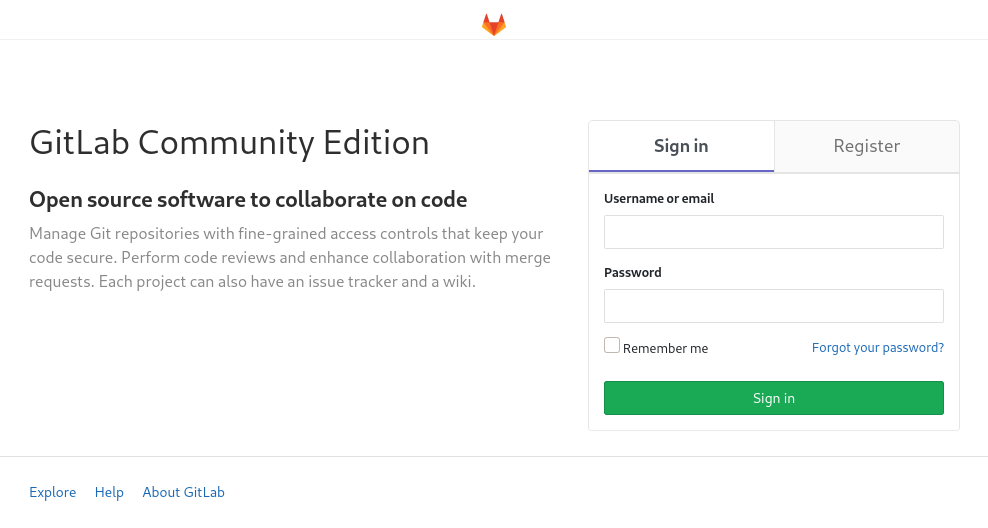 GitLab Community Edition
Open source software to collaborate on code
Manage Git repositories with fine-grained access controls that keep your
code secure. Perform code reviews and enhance collaboration with merge
requests. Each project can also have an issue tracker and a wiki.
Sign in
Register
Username or email
Password
Remember me
Forgot your password?
Sign in
Explore
Help
About GitLab